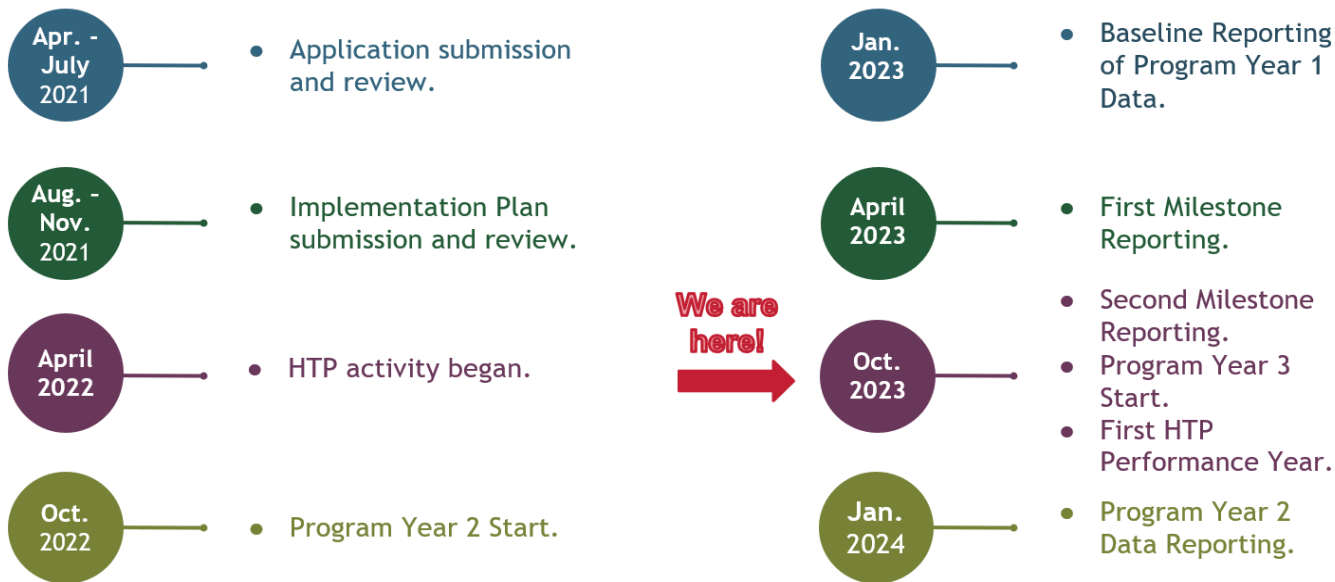 Apr. -
July
2021
● Application submission
and review.
Aug. –
Nov.
2021
● Implementation Plan
submission and review.
April
2022
● HTP activity began.
Oct.
2022
● Program Year 2 Start.
We are
here!
Jan.
2023
● Baseline Reporting
of Program Year 1
Data.
April
2023
● First Milestone
Reporting.
Oct.
2023
● Second Milestone
Reporting.
● Program Year 3
Start.
● First HTP
Performance Year.
Jan.
2024
● Program Year 2
Data Reporting.